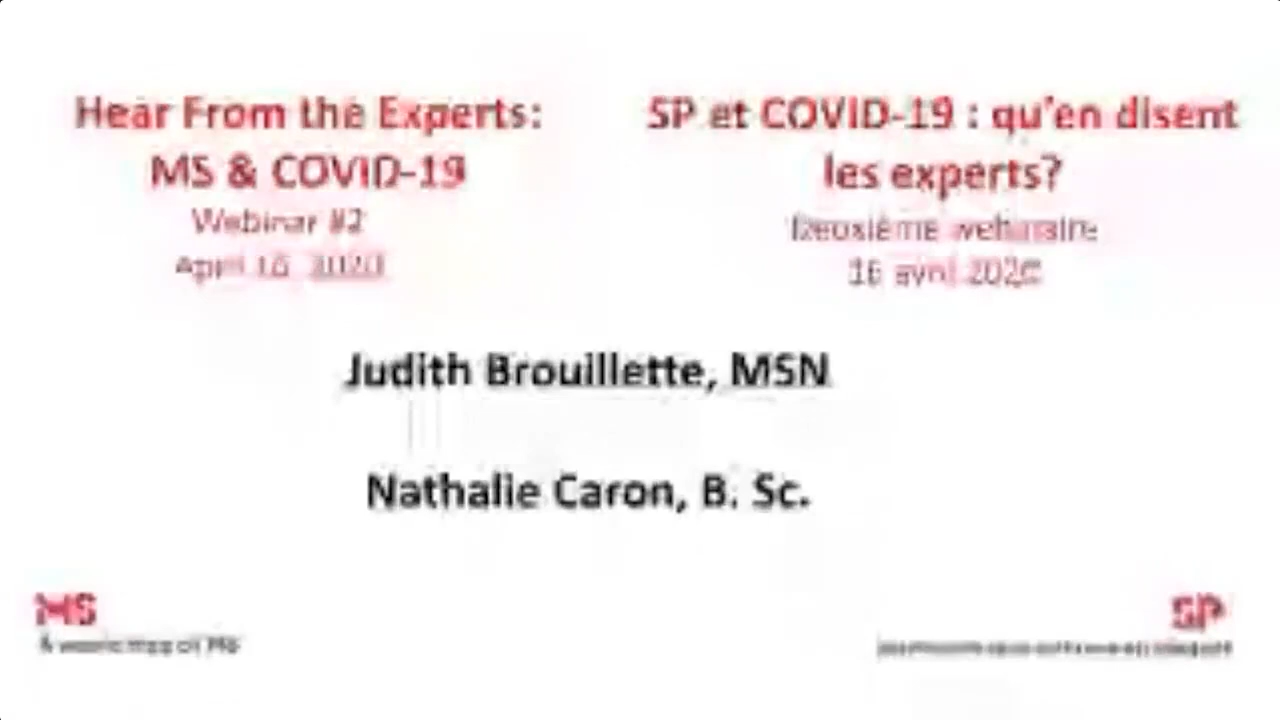 Hear From the Experts:
MS & COVID-19
Webinar #2
April 16, 2020
SP et COVID-19 : qu'en disent
les experts?
Deuxième webinaire
16 avril 2020
Judith Brouillette, MSN
Nathalie Caron, B. Sc.
MS
SP